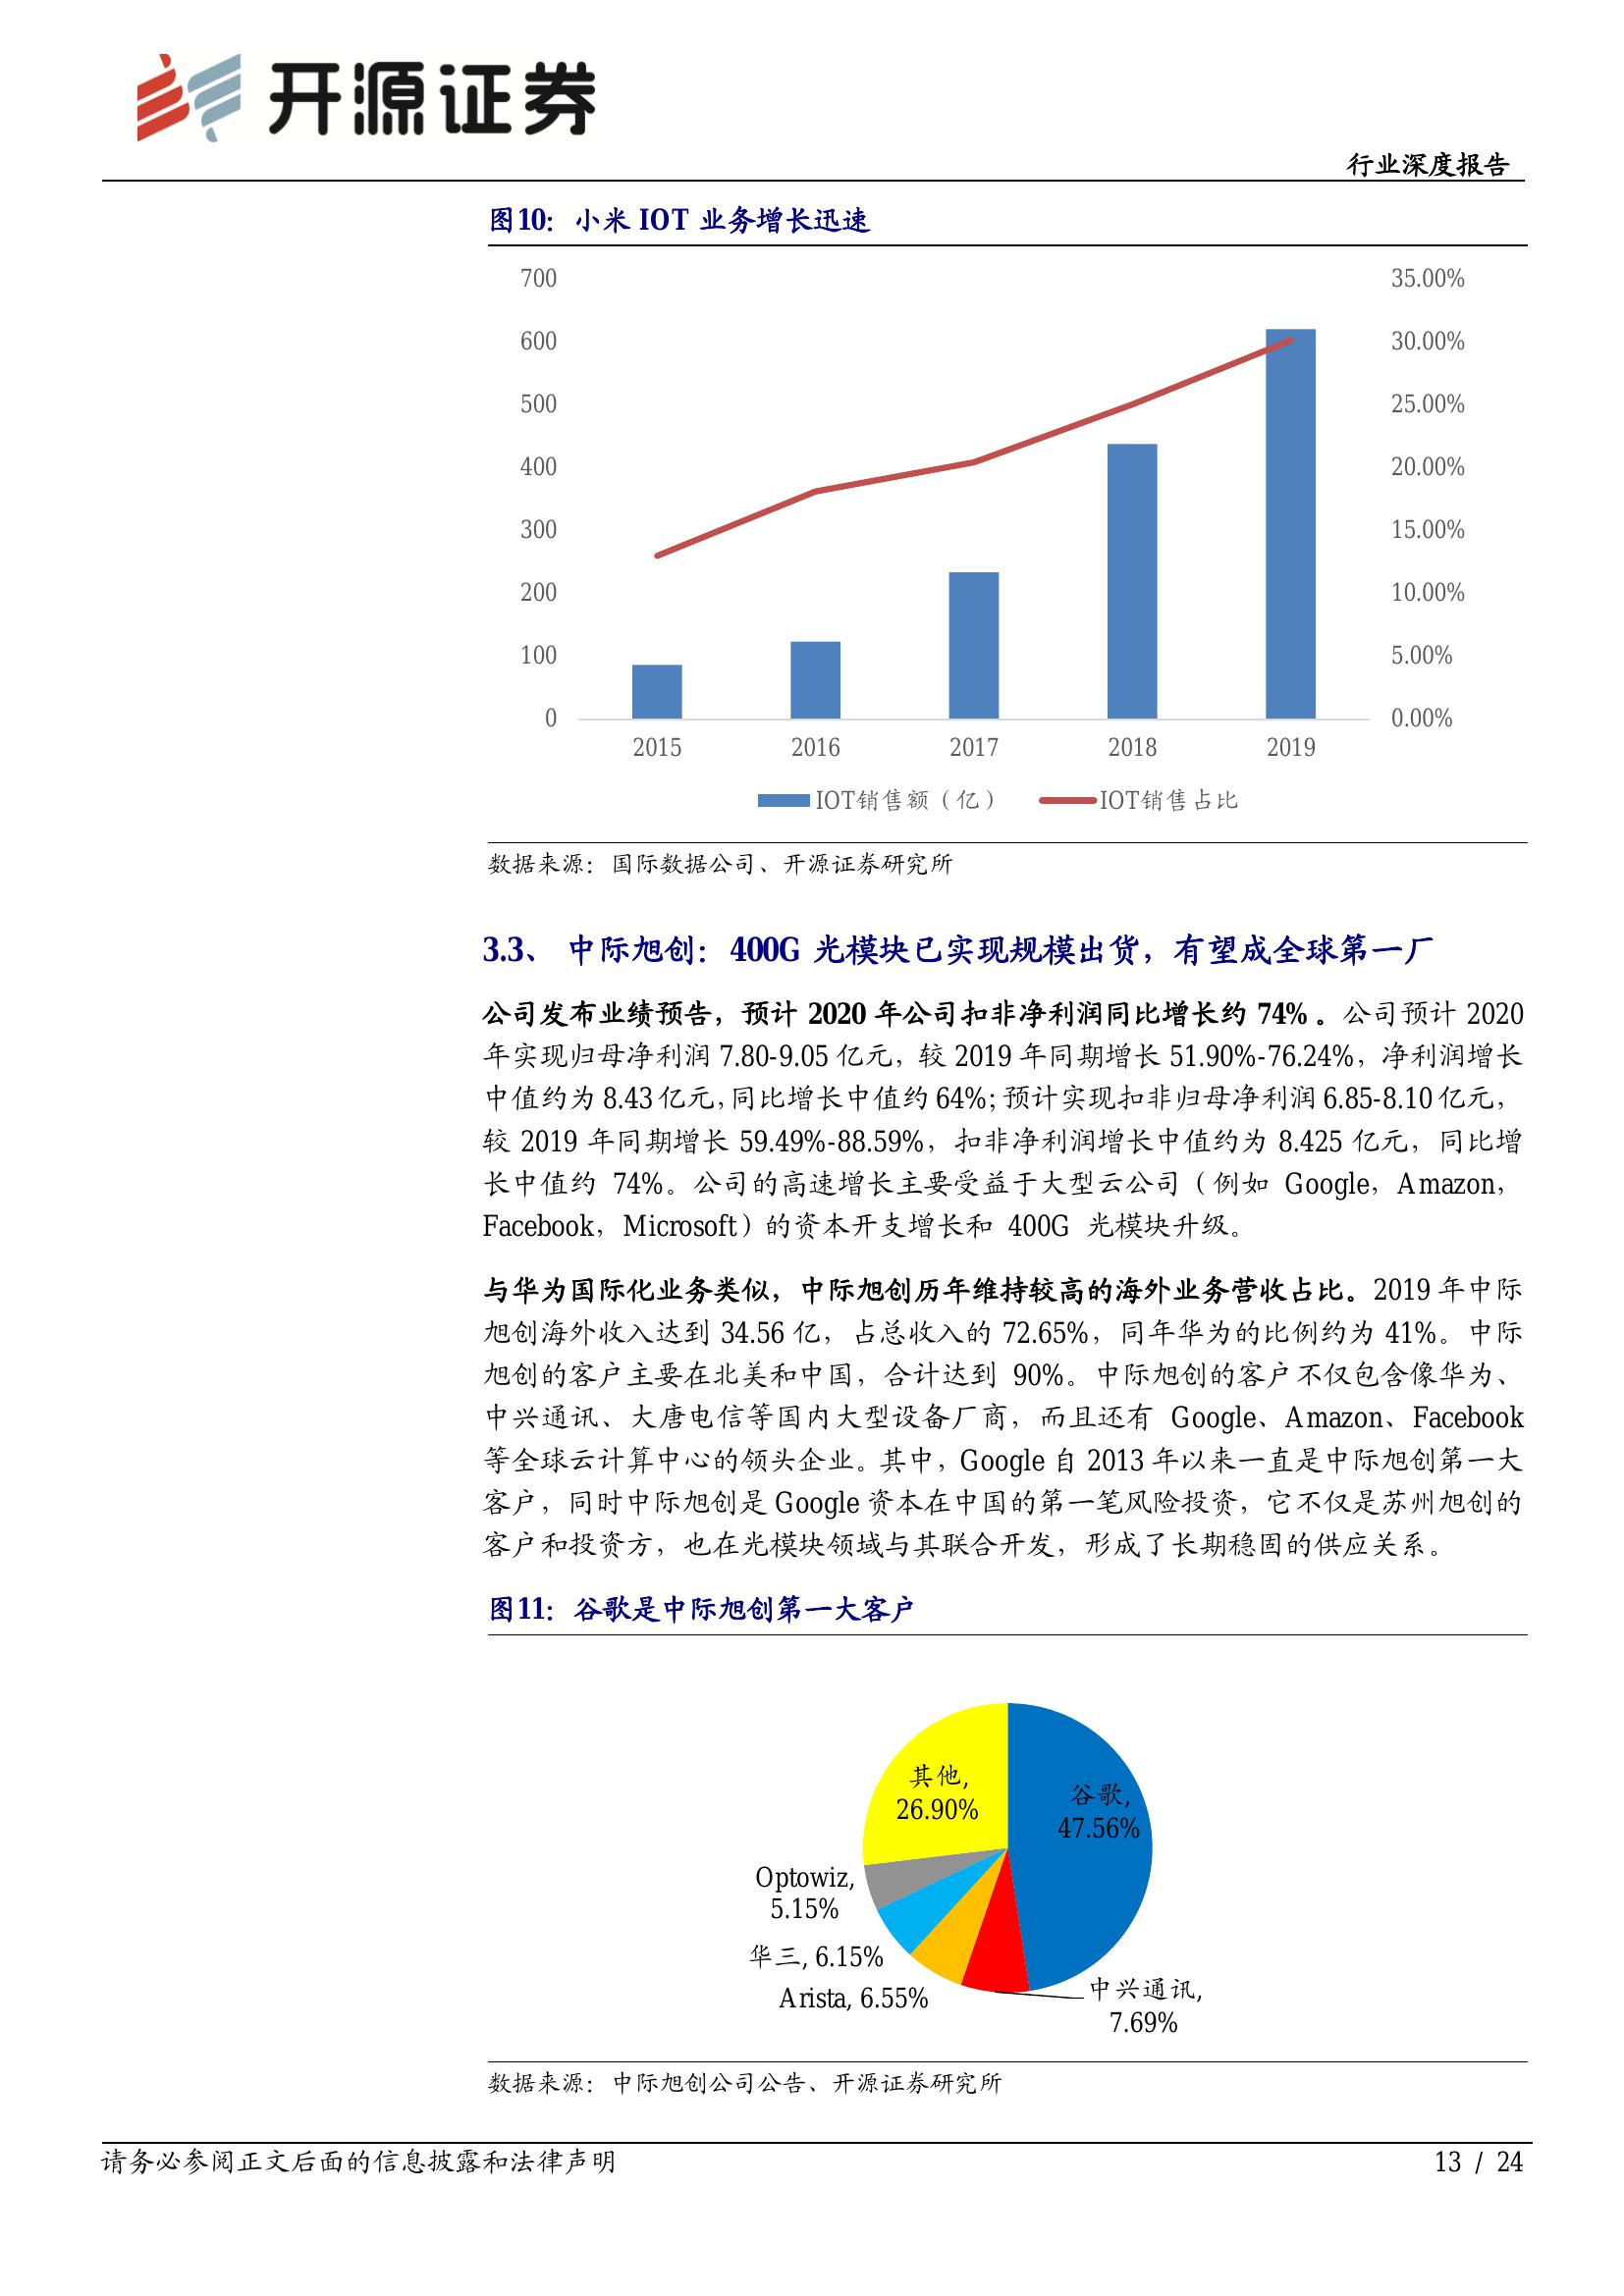 开源证券
行业深度报告
图10：小米 IOT 业务增长迅速
700
600
500
400
300
200
100
0
35.00%
30.00%
25.00%
20.00%
15.00%
10.00%
5.00%
0.00%
2015 2016 2017 2018 2019
IOT销售额（亿） IOT销售占比
数据来源：国际数据公司、开源证券研究所
3.3、 中际旭创：400G 光模块已实现规模出货，有望成全球第一厂
公司发布业绩预告，预计 2020 年公司扣非净利润同比增长约 74%。公司预计 2020
年实现归母净利润 7.80-9.05 亿元，较 2019 年同期增长 51.90%-76.24%，净利润增长
中值约为 8.43 亿元，同比增长中值约 64%；预计实现扣非归母净利润 6.85-8.10 亿元，
较 2019 年同期增长 59.49%-88.59%，扣非净利润增长中值约为 8.425 亿元，同比增
长中值约 74%。公司的高速增长主要受益于大型云公司（例如 Google，Amazon，
Facebook，Microsoft）的资本开支增长和 400G 光模块升级。
与华为国际化业务类似，中际旭创历年维持较高的海外业务营收占比。2019 年中际
旭创海外收入达到 34.56 亿，占总收入的 72.65%，同年华为的比例约为 41%。中际
旭创的客户主要在北美和中国，合计达到 90%。中际旭创的客户不仅包含像华为、
中兴通讯、大唐电信等国内大型设备厂商，而且还有 Google、Amazon、Facebook
等全球云计算中心的领头企业。其中，Google 自 2013 年以来一直是中际旭创第一大
客户，同时中际旭创是 Google 资本在中国的第一笔风险投资，它不仅是苏州旭创的
客户和投资方，也在光模块领域与其联合开发，形成了长期稳固的供应关系。
图11：谷歌是中际旭创第一大客户
其他,
26.90%
谷歌,
47.56%
Optowiz,
5.15%
华三, 6.15%
Arista, 6.55%
中兴通讯,
7.69%
数据来源：中际旭创公司公告、开源证券研究所
请务必参阅正文后面的信息披露和法律声明
13 / 24